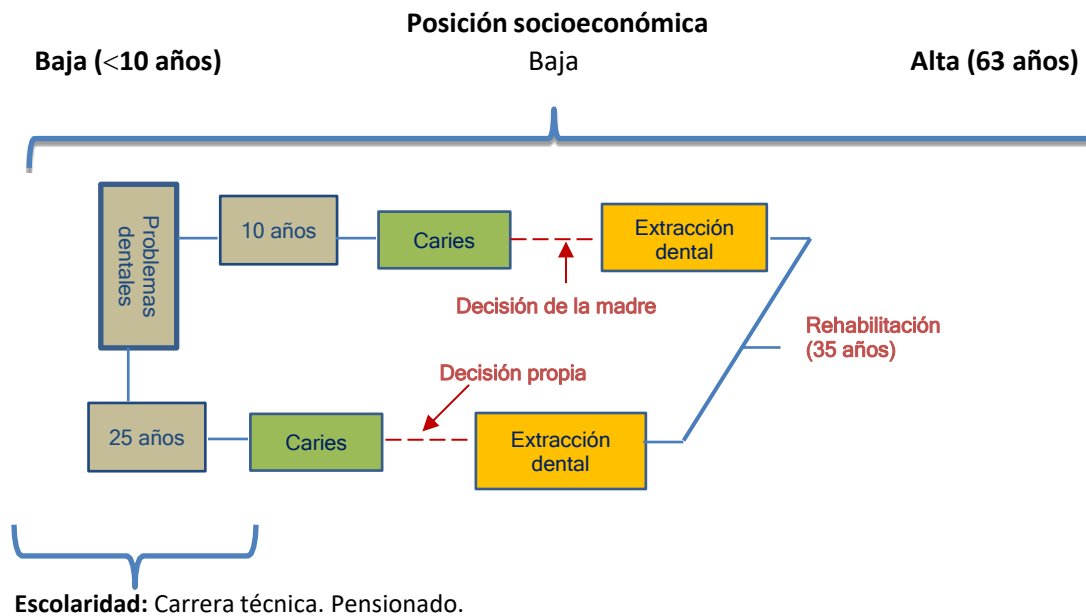 Posición socioeconómica
Baja (<10 años) Baja Alta (63 años)
Problemas
dentales
10 años
Caries
Extracción
dental
Decisión de la madre
Rehabilitación
(35 años)
Decisión propia
25 años
Caries
Extracción
dental
Escolaridad: Carrera técnica. Pensionado.